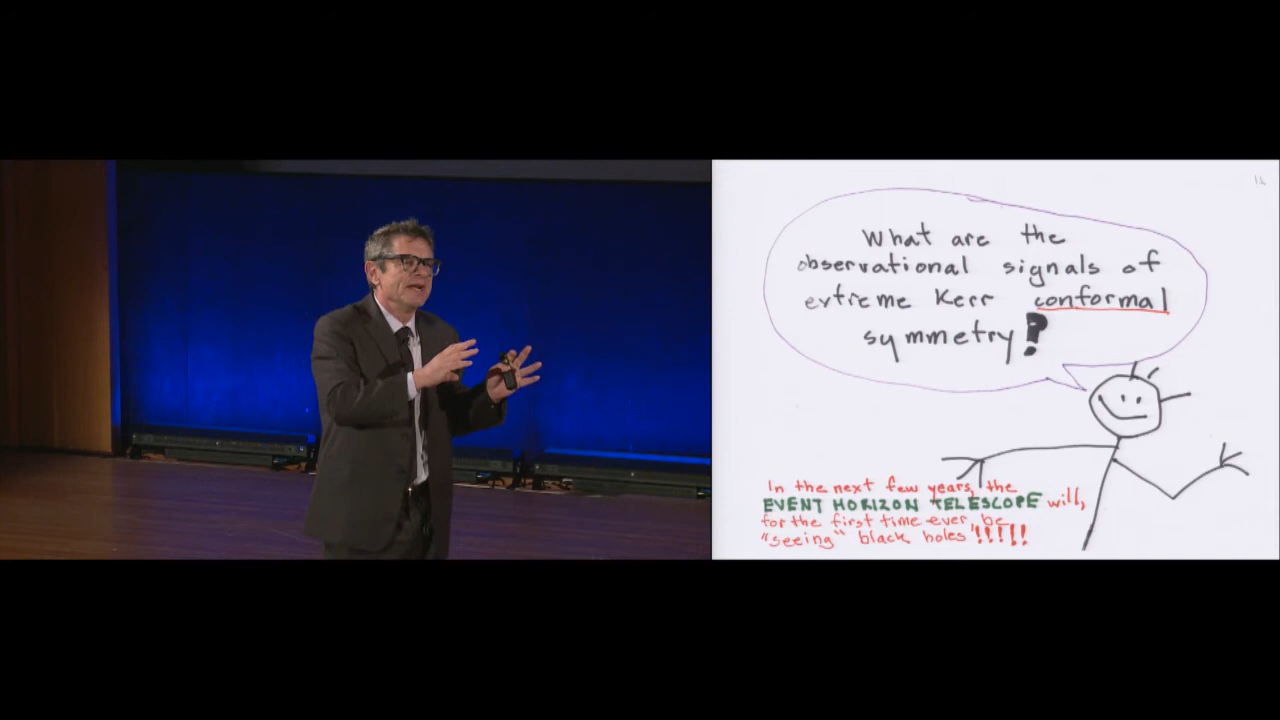 What are the
observational signals of
extreme Kerr conformal
symmetry?
In the next few years, the
EVENT HORIZON TELESCOPE will,
for the first time ever, be
"seeing" black holes!!!!!